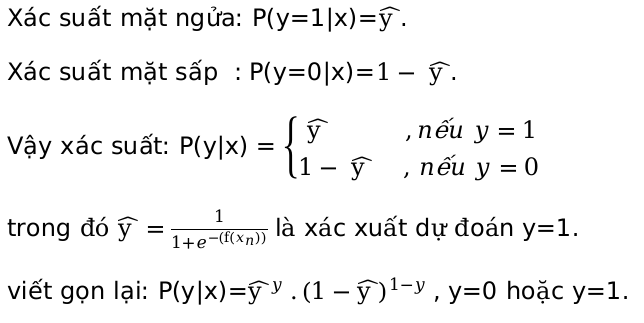 Xác suất mặt ngửa: P(y=1|x)=ŷ.
Xác suất mặt sấp : P(y=0|x)=1 − ŷ.
Vậy xác suất: P(y|x) = { ŷ , nếu y = 1
1 − ŷ , nếu y = 0
trong đó ŷ = 1/(1+e^−(f(xₙ))) là xác xuất dự đoán y=1.
viết gọn lại: P(y|x)=ŷ^y . (1 − ŷ)^(1−y) , y=0 hoặc y=1.